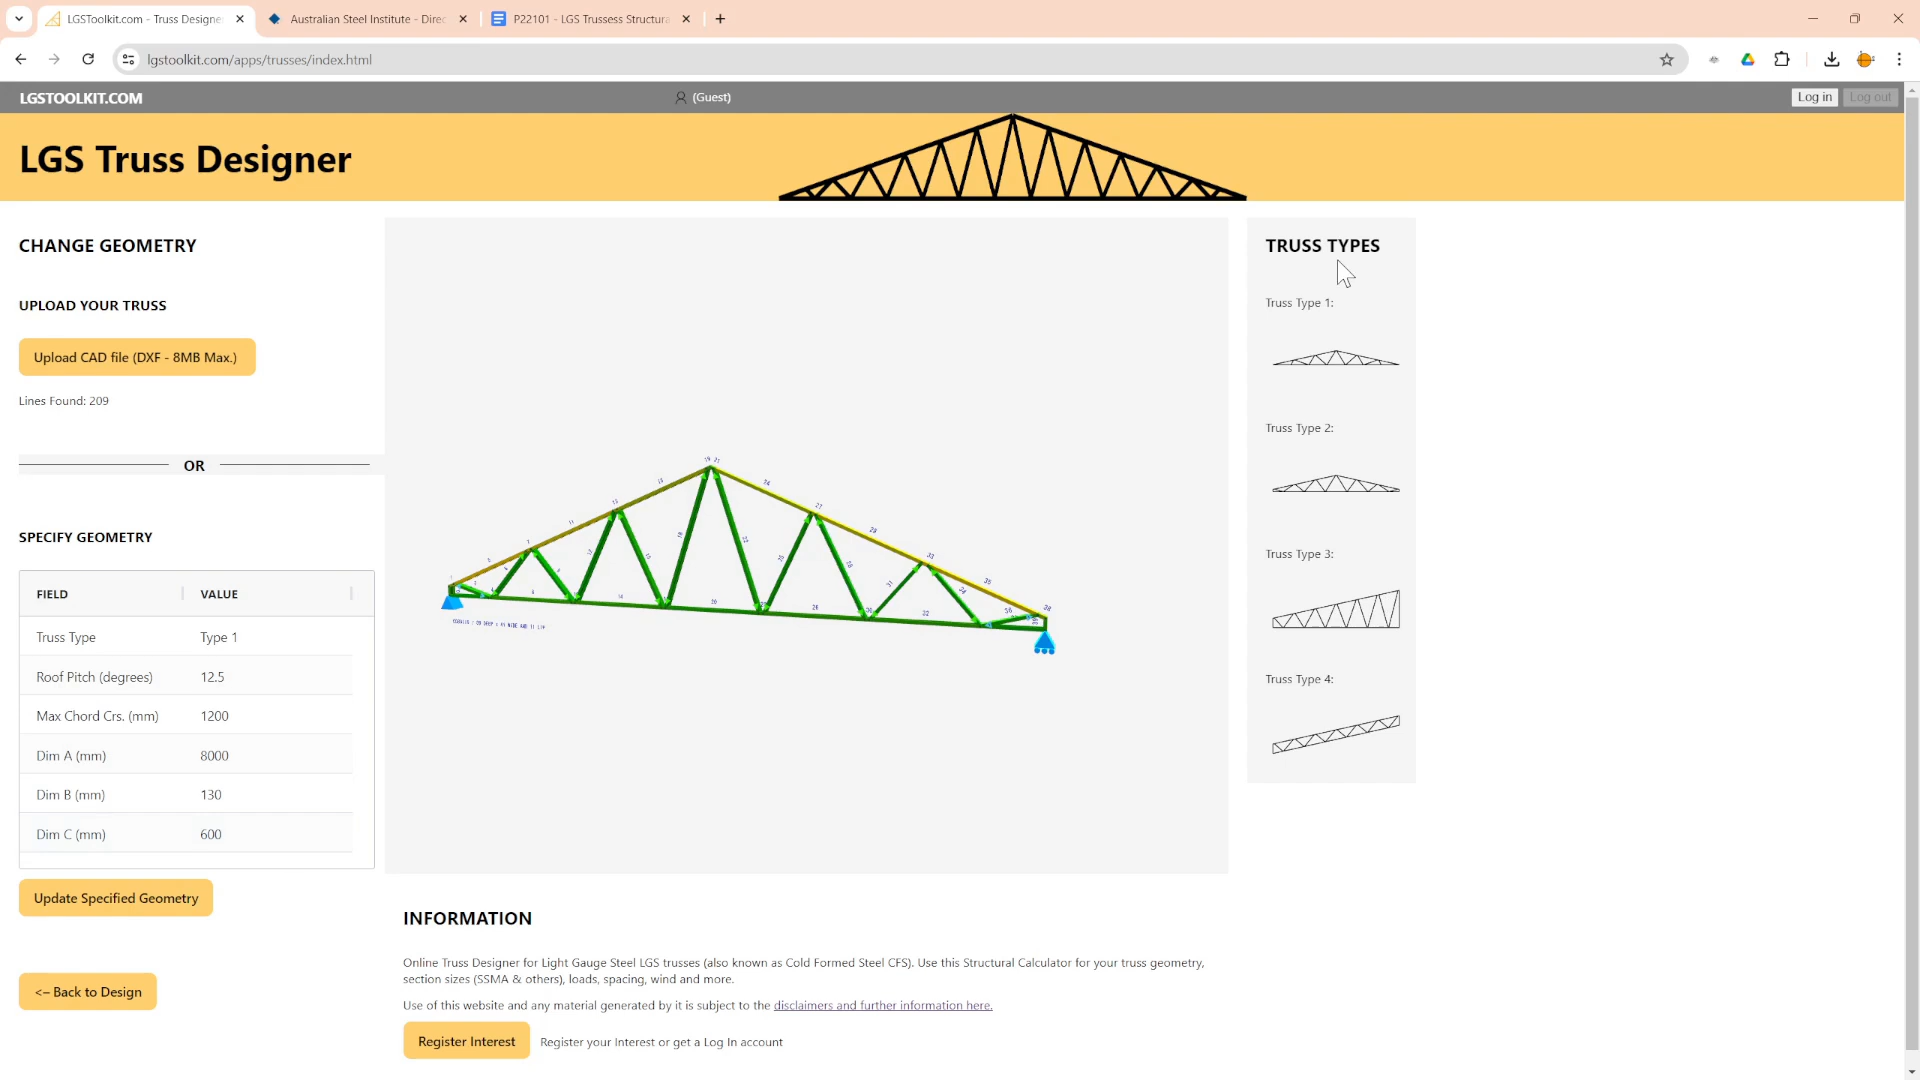 LGSToolkit.com - Truss Designe
Australian Steel Institute - Direc
P22101 - LGS Trussess Structura
lgstoolkit.com/apps/trusses/index.html
LGSTOOLKIT.COM
(Guest)
Log in
Log out
LGS Truss Designer
CHANGE GEOMETRY
UPLOAD YOUR TRUSS
Upload CAD file (DXF - 8MB Max.)
Lines Found: 209
OR
SPECIFY GEOMETRY
FIELD VALUE
Truss Type Type 1
Roof Pitch (degrees) 12.5
Max Chord Crs. (mm) 1200
Dim A (mm) 8000
Dim B (mm) 130
Dim C (mm) 600
Update Specified Geometry
<-- Back to Design
TRUSS TYPES
Truss Type 1:
Truss Type 2:
Truss Type 3:
Truss Type 4:
INFORMATION
Online Truss Designer for Light Gauge Steel LGS trusses (also known as Cold Formed Steel CFS). Use this Structural Calculator for your truss geometry,
section sizes (SSMA & others), loads, spacing, wind and more.
Use of this website and any material generated by it is subject to the disclaimers and further information here.
Register Interest
Register your Interest or get a Log In account